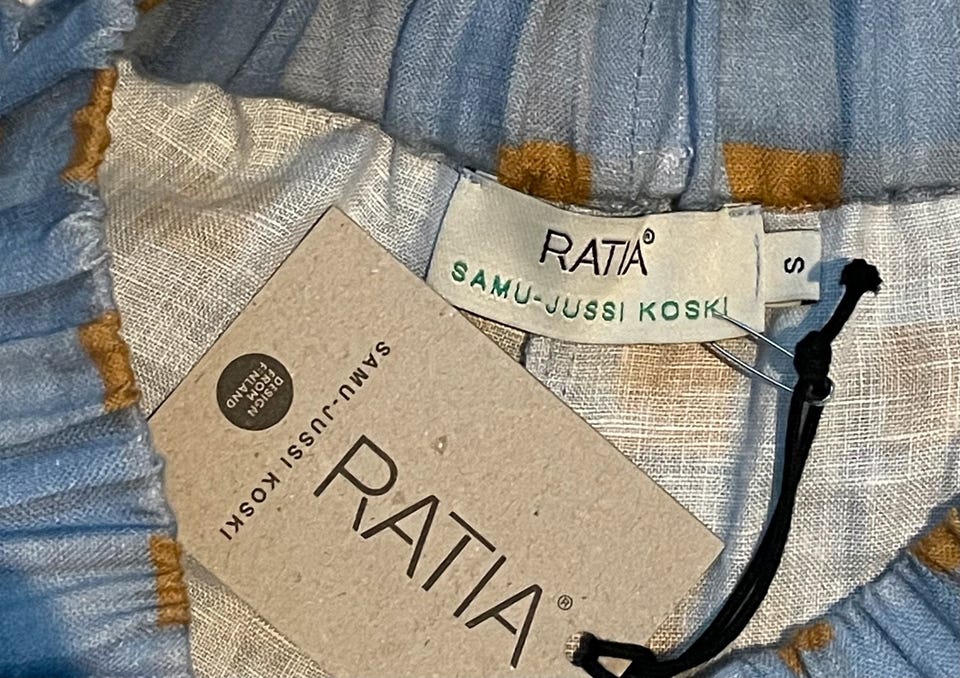 RATIA®
SAMU-JUSSI KOSKI
S
DESIGN
FROM
FINLAND
SAMU-JUSSI KOSKI
RATIA®